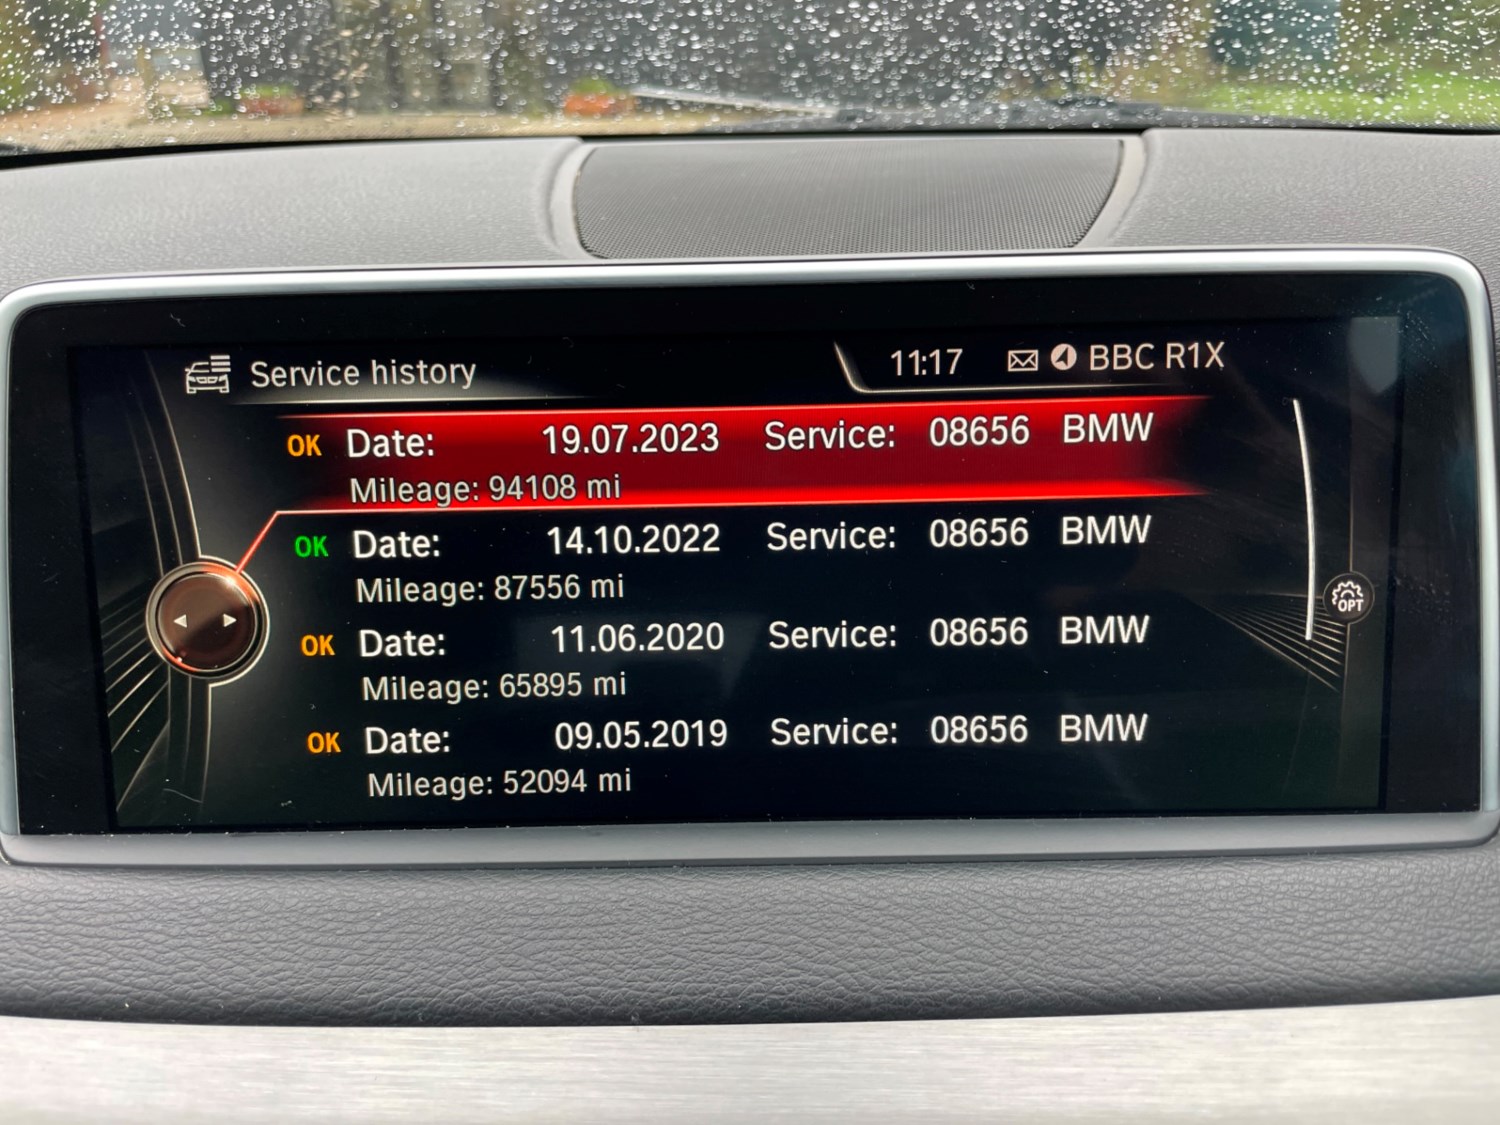 Service history 11:17 BBC R1X
OK Date: 19.07.2023 Service: 08656 BMW
Mileage: 94108 mi
OK Date: 14.10.2022 Service: 08656 BMW
Mileage: 87556 mi
OK Date: 11.06.2020 Service: 08656 BMW
Mileage: 65895 mi
OK Date: 09.05.2019 Service: 08656 BMW
Mileage: 52094 mi
OPT